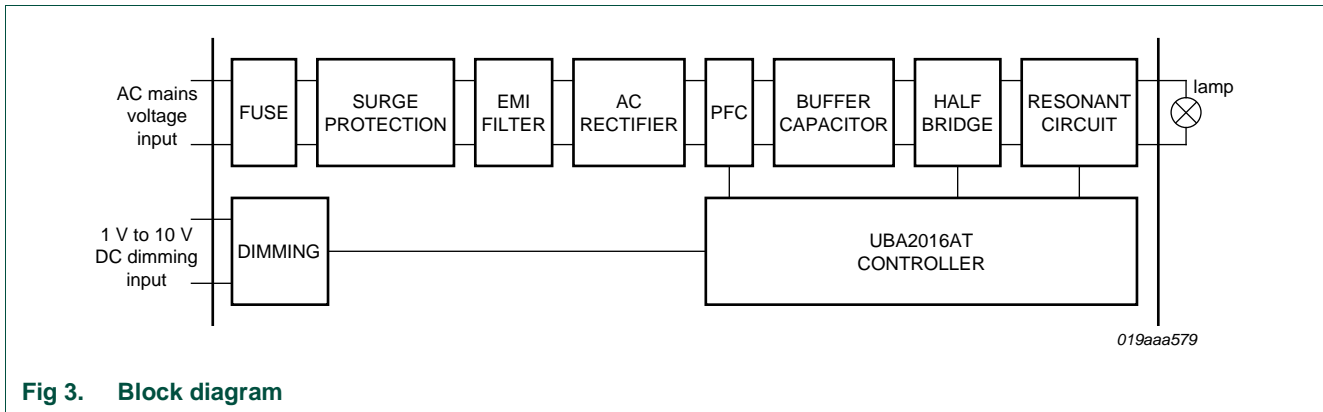 AC mains
voltage
input
FUSE
SURGE
PROTECTION
EMI
FILTER
AC
RECTIFIER
PFC
BUFFER
CAPACITOR
HALF
BRIDGE
RESONANT
CIRCUIT
lamp
1 V to 10 V
DC dimming
input
DIMMING
UBA2016AT
CONTROLLER
019aaa579
Fig 3. Block diagram